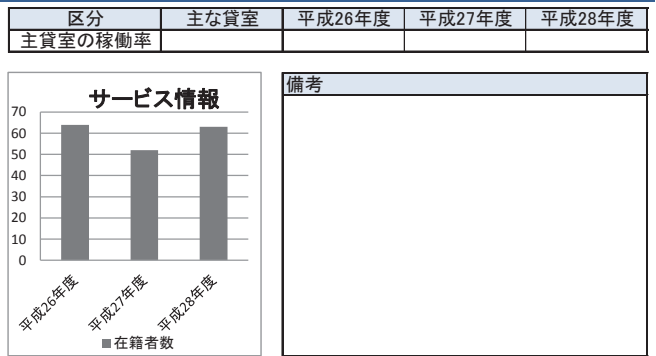 区分 主な貸室 平成26年度 平成27年度 平成28年度
主貸室の稼働率
サービス情報
70
60
50
40
30
20
10
0
平成26年度 平成27年度 平成28年度
■在籍者数
備考